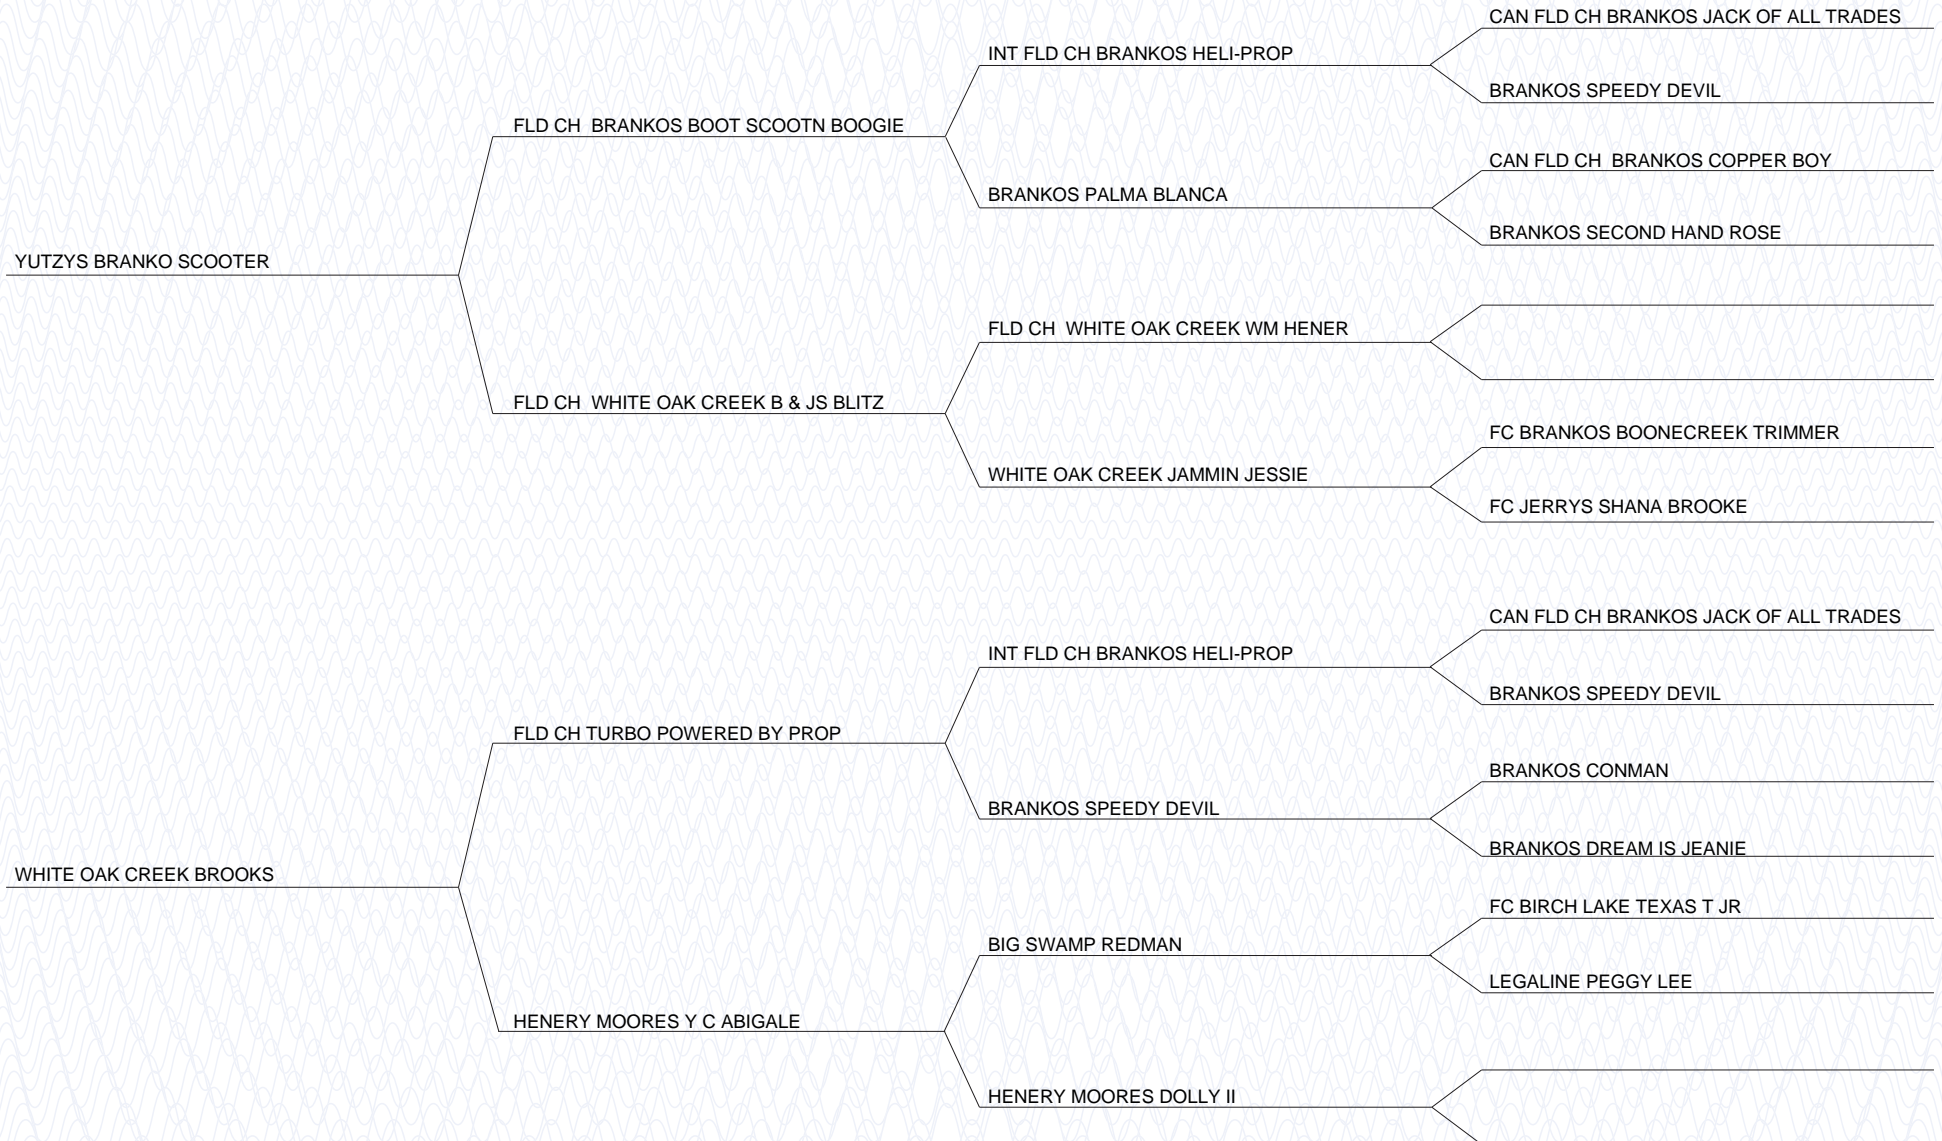 CAN FLD CH BRANKOS JACK OF ALL TRADES
INT FLD CH BRANKOS HELI-PROP
BRANKOS SPEEDY DEVIL
FLD CH  BRANKOS BOOT SCOOTN BOOGIE
CAN FLD CH  BRANKOS COPPER BOY
BRANKOS PALMA BLANCA
BRANKOS SECOND HAND ROSE
YUTZYS BRANKO SCOOTER
FLD CH  WHITE OAK CREEK WM HENER
FLD CH  WHITE OAK CREEK B & JS BLITZ
FC BRANKOS BOONECREEK TRIMMER
WHITE OAK CREEK JAMMIN JESSIE
FC JERRYS SHANA BROOKE
CAN FLD CH BRANKOS JACK OF ALL TRADES
INT FLD CH BRANKOS HELI-PROP
BRANKOS SPEEDY DEVIL
FLD CH TURBO POWERED BY PROP
BRANKOS CONMAN
BRANKOS SPEEDY DEVIL
BRANKOS DREAM IS JEANIE
WHITE OAK CREEK BROOKS
FC BIRCH LAKE TEXAS T JR
BIG SWAMP REDMAN
LEGALINE PEGGY LEE
HENERY MOORES Y C ABIGALE
HENERY MOORES DOLLY II